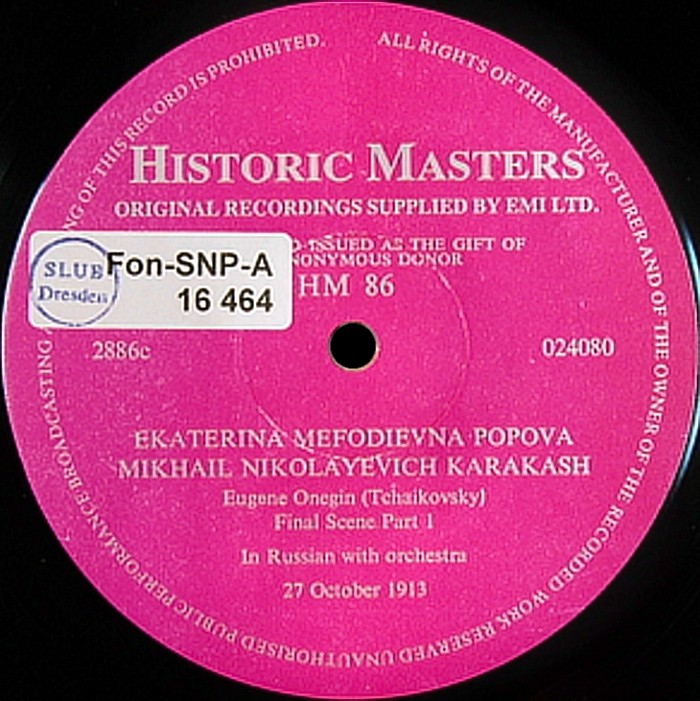 ALL RIGHTS OF THE MANUFACTURER AND OF THE OWNER OF THE RECORDED WORK RESERVED UNAUTHORISED PUBLIC PERFORMANCE BROADCASTING OF THIS RECORD IS PROHIBITED.
HISTORIC MASTERS
ORIGINAL RECORDINGS SUPPLIED BY EMI LTD.
AS THE GIFT OF
DONOR
SLUB
Dresden
Fon-SNP-A
16 464
HM 86
2886c
024080
EKATERINA MEFODIEVNA POPOVA
MIKHAIL NIKOLAYEVICH KARAKASH
Eugene Onegin (Tchaikovsky)
Final Scene Part 1
In Russian with orchestra
27 October 1913